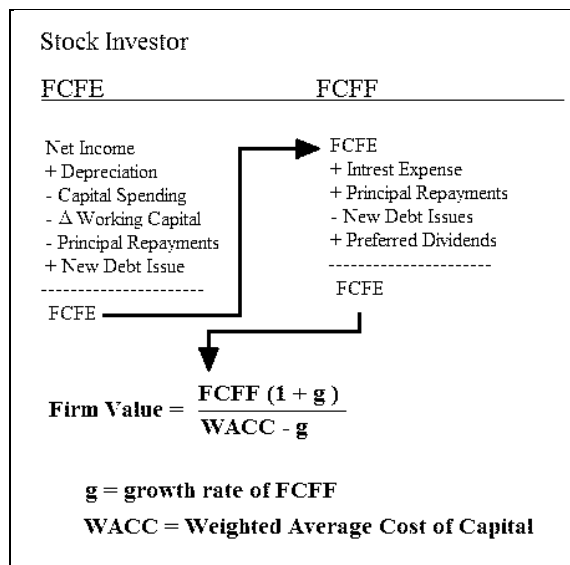 Stock Investor
FCFE FCFF
Net Income
+ Depreciation
- Capital Spending
- Δ Working Capital
- Principal Repayments
+ New Debt Issue
-----------------------
FCFE
FCFE
+ Intrest Expense
+ Principal Repayments
- New Debt Issues
+ Preferred Dividends
-----------------------
FCFE
Firm Value = FCFF (1 + g )
WACC - g
g = growth rate of FCFF
WACC = Weighted Average Cost of Capital